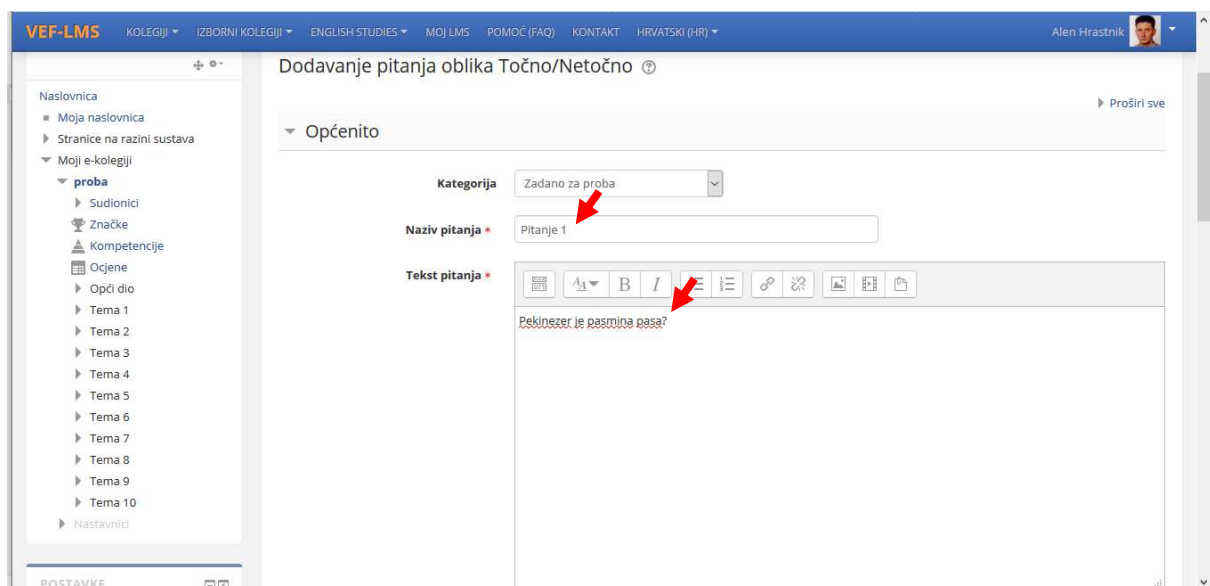 VEF-LMS KOLEGIJI IZBORNI KOLEGIJI ENGLISH STUDIES MOJ LMS POMOĆ (FAQ) KONTAKT HRVATSKI (HR) Alen Hrastnik
Naslovnica
Moja naslovnica
Stranice na razini sustava
Moji e-kolegiji
proba
Sudionici
Značke
Kompetencije
Ocjene
Opći dio
Tema 1
Tema 2
Tema 3
Tema 4
Tema 5
Tema 6
Tema 7
Tema 8
Tema 9
Tema 10
Nastavnici
POSTAVKE
Dodavanje pitanja oblika Točno/Netočno
Proširi sve
Općenito
Kategorija Zadano za proba
Naziv pitanja * Pitanje 1
Tekst pitanja *
B I
Pekinezer je pasmina pasa?